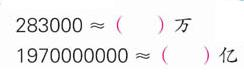 283000 ≈ (    ) 万
1970000000 ≈ (    ) 亿